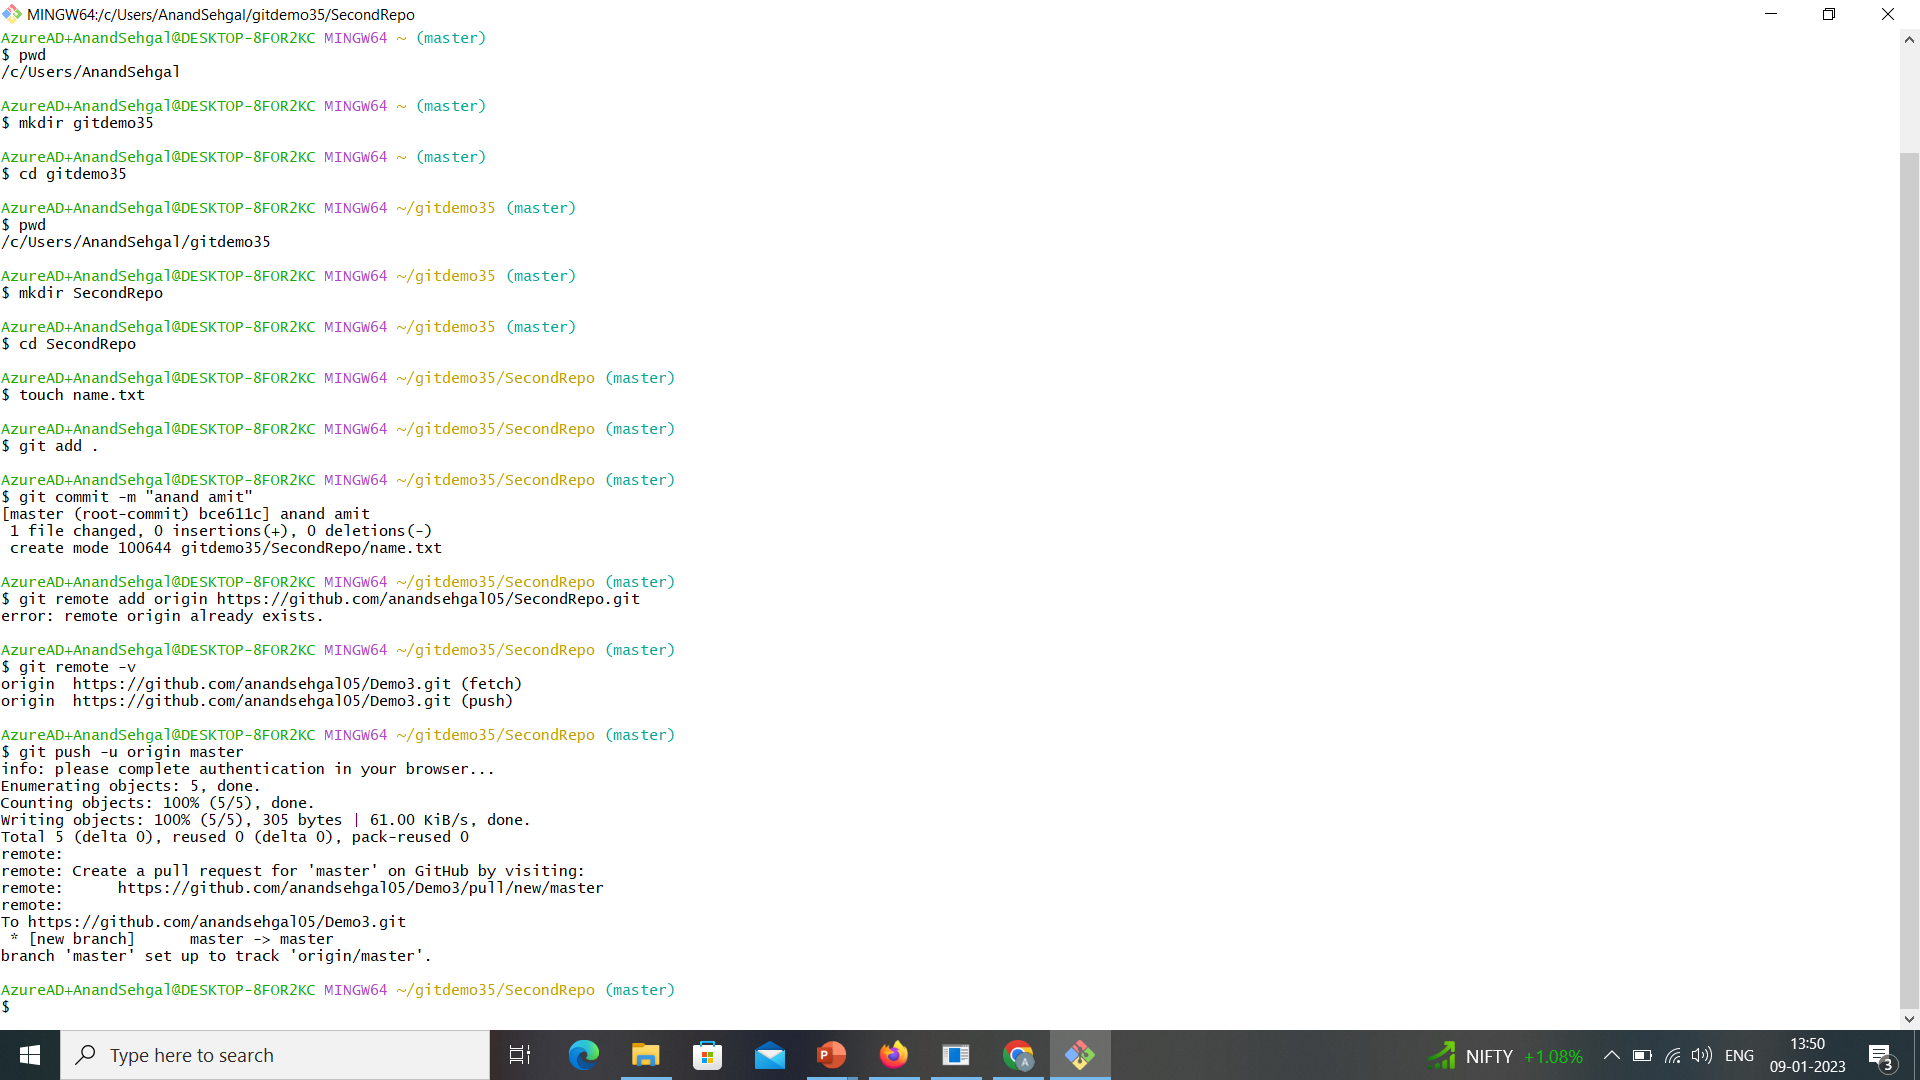 MINGW64:/c/Users/AnandSehgal/gitdemo35/SecondRepo
AzureAD+AnandSehgal@DESKTOP-8FOR2KC MINGW64 ~ (master)
$ pwd
/c/Users/AnandSehgal
AzureAD+AnandSehgal@DESKTOP-8FOR2KC MINGW64 ~ (master)
$ mkdir gitdemo35
AzureAD+AnandSehgal@DESKTOP-8FOR2KC MINGW64 ~ (master)
$ cd gitdemo35
AzureAD+AnandSehgal@DESKTOP-8FOR2KC MINGW64 ~/gitdemo35 (master)
$ pwd
/c/Users/AnandSehgal/gitdemo35
AzureAD+AnandSehgal@DESKTOP-8FOR2KC MINGW64 ~/gitdemo35 (master)
$ mkdir SecondRepo
AzureAD+AnandSehgal@DESKTOP-8FOR2KC MINGW64 ~/gitdemo35 (master)
$ cd SecondRepo
AzureAD+AnandSehgal@DESKTOP-8FOR2KC MINGW64 ~/gitdemo35/SecondRepo (master)
$ touch name.txt
AzureAD+AnandSehgal@DESKTOP-8FOR2KC MINGW64 ~/gitdemo35/SecondRepo (master)
$ git add .
AzureAD+AnandSehgal@DESKTOP-8FOR2KC MINGW64 ~/gitdemo35/SecondRepo (master)
$ git commit -m "anand amit"
[master (root-commit) bce611c] anand amit
 1 file changed, 0 insertions(+), 0 deletions(-)
 create mode 100644 gitdemo35/SecondRepo/name.txt
AzureAD+AnandSehgal@DESKTOP-8FOR2KC MINGW64 ~/gitdemo35/SecondRepo (master)
$ git remote add origin https://github.com/anandsehgal05/SecondRepo.git
error: remote origin already exists.
AzureAD+AnandSehgal@DESKTOP-8FOR2KC MINGW64 ~/gitdemo35/SecondRepo (master)
$ git remote -v
origin  https://github.com/anandsehgal05/Demo3.git (fetch)
origin  https://github.com/anandsehgal05/Demo3.git (push)
AzureAD+AnandSehgal@DESKTOP-8FOR2KC MINGW64 ~/gitdemo35/SecondRepo (master)
$ git push -u origin master
info: please complete authentication in your browser...
Enumerating objects: 5, done.
Counting objects: 100% (5/5), done.
Writing objects: 100% (5/5), 305 bytes | 61.00 KiB/s, done.
Total 5 (delta 0), reused 0 (delta 0), pack-reused 0
remote:
remote: Create a pull request for 'master' on GitHub by visiting:
remote:      https://github.com/anandsehgal05/Demo3/pull/new/master
remote:
To https://github.com/anandsehgal05/Demo3.git
 * [new branch]      master -> master
branch 'master' set up to track 'origin/master'.
AzureAD+AnandSehgal@DESKTOP-8FOR2KC MINGW64 ~/gitdemo35/SecondRepo (master)
$
Type here to search
P
A
NIFTY +1.08%
ENG
13:50
09-01-2023
3